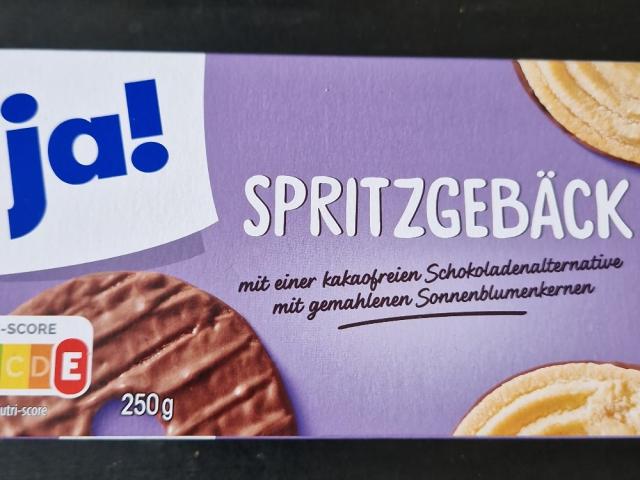 ja!
SPRITZGEBÄCK
mit einer kakaofreien Schokoladenalternative
mit gemahlenen Sonnenblumenkernen
-SCORE
C D E
utri-score
250g